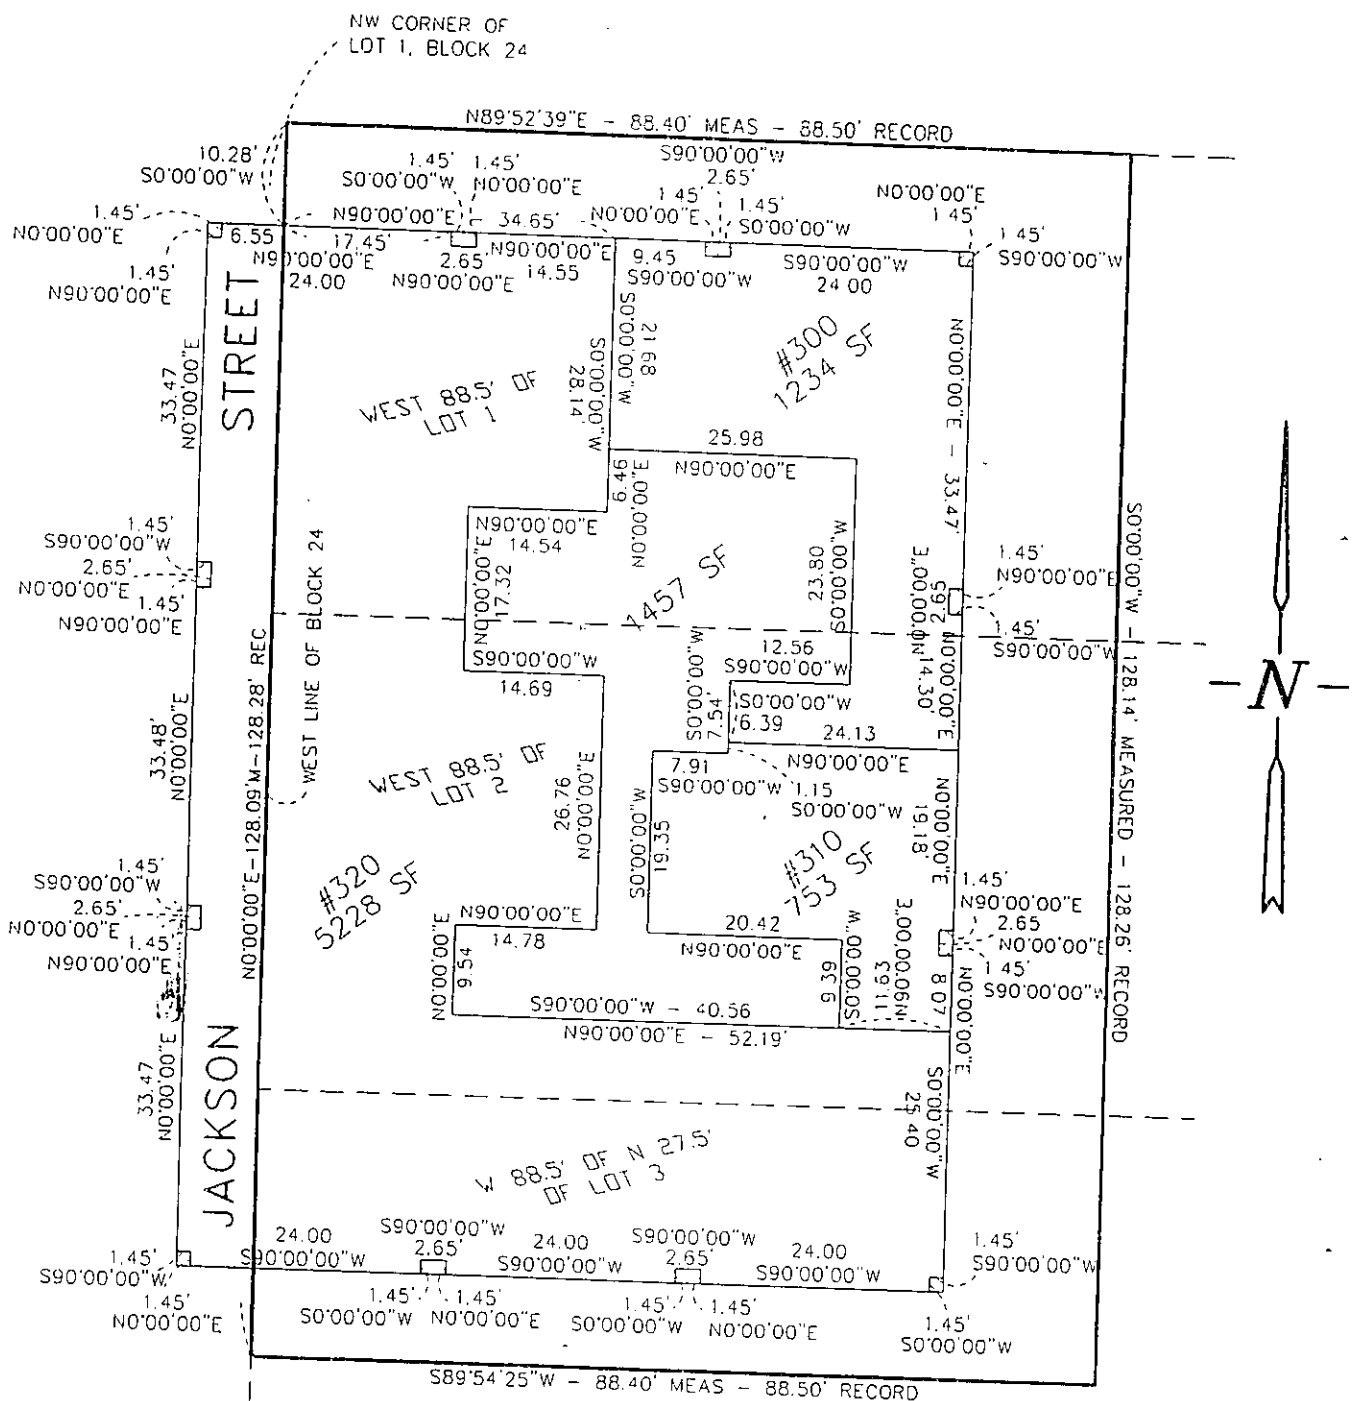 NW CORNER OF
LOT 1, BLOCK 24
N89°52'39"E - 88.40' MEAS - 88.50' RECORD
10.28'
S0°00'00"W
1.45'
S0°00'00"W
1.45'
N0°00'00"E
S90°00'00"W
2.65'
1.45'
N0°00'00"E
1.45'
S0°00'00"W
N0°00'00"E
1.45'
1.45'
S90°00'00"W
1.45'
N0°00'00"E
1.45'
N90°00'00"E
6.55
N90°00'00"E
34.65'
17.45'
N90°00'00"E
24.00
2.65'
N90°00'00"E
N90°00'00"E
14.55
9.45
S90°00'00"W
S90°00'00"W
24.00
STREET
33.47
N0°00'00"E
WEST 88.5' OF
LOT 1
S0°00'00"W
21.68
S0°00'00"W
28.14'
#300
1234 SF
N0°00'00"E - 33.47
25.98
N90°00'00"E
6.46
N0°00'00"E
N90°00'00"E
14.54
N0°00'00"E
17.32
1457 SF
23.80
S0°00'00"W
1.45'
S90°00'00"W
2.65'
N0°00'00"E
1.45'
N90°00'00"E
1.45'
N90°00'00"E
2.65
N0°00'00"E
1.45'
S90°00'00"W
S0°00'00"W - 128.14' MEASURED - 128.26' RECORD
N
WEST LINE OF BLOCK 24
N0°00'00"E-128.09'M-128.28' REC
S90°00'00"W
14.69
12.56
S90°00'00"W
S0°00'00"W
7.54'
S0°00'00"W
6.39
N0°00'00"E
14.30'
24.13
N90°00'00"E
33.48'
N0°00'00"E
WEST 88.5' OF
LOT 2
N0°00'00"E
26.76
7.91
S90°00'00"W
1.15
S0°00'00"W
S0°00'00"W
19.35
#310
753 SF
N0°00'00"E
19.18'
#320
5228 SF
1.45'
S90°00'00"W
2.65'
N0°00'00"E
1.45'
N90°00'00"E
1.45'
N90°00'00"E
2.65
N0°00'00"E
1.45'
S90°00'00"W
N90°00'00"E
14.78
N0°00'00"E
9.54
20.42
N90°00'00"E
9.39
S0°00'00"W
11.93
N90°00'00"E
8.07
N0°00'00"E
S90°00'00"W - 40.56
N90°00'00"E - 52.19'
JACKSON
33.47
N0°00'00"E
S0°00'00"W
25.40
W 88.5' OF N 27.5'
OF LOT 3
24.00
S90°00'00"W
S90°00'00"W
2.65'
24.00
S90°00'00"W
S90°00'00"W
2.65'
24.00
S90°00'00"W
1.45'
S90°00'00"W
1.45'
S90°00'00"W
1.45'
N0°00'00"E
1.45'
S0°00'00"W
1.45'
N0°00'00"E
1.45'
S0°00'00"W
1.45'
N0°00'00"E
1.45'
S0°00'00"W
S89°54'25"W - 88.40' MEAS - 88.50' RECORD